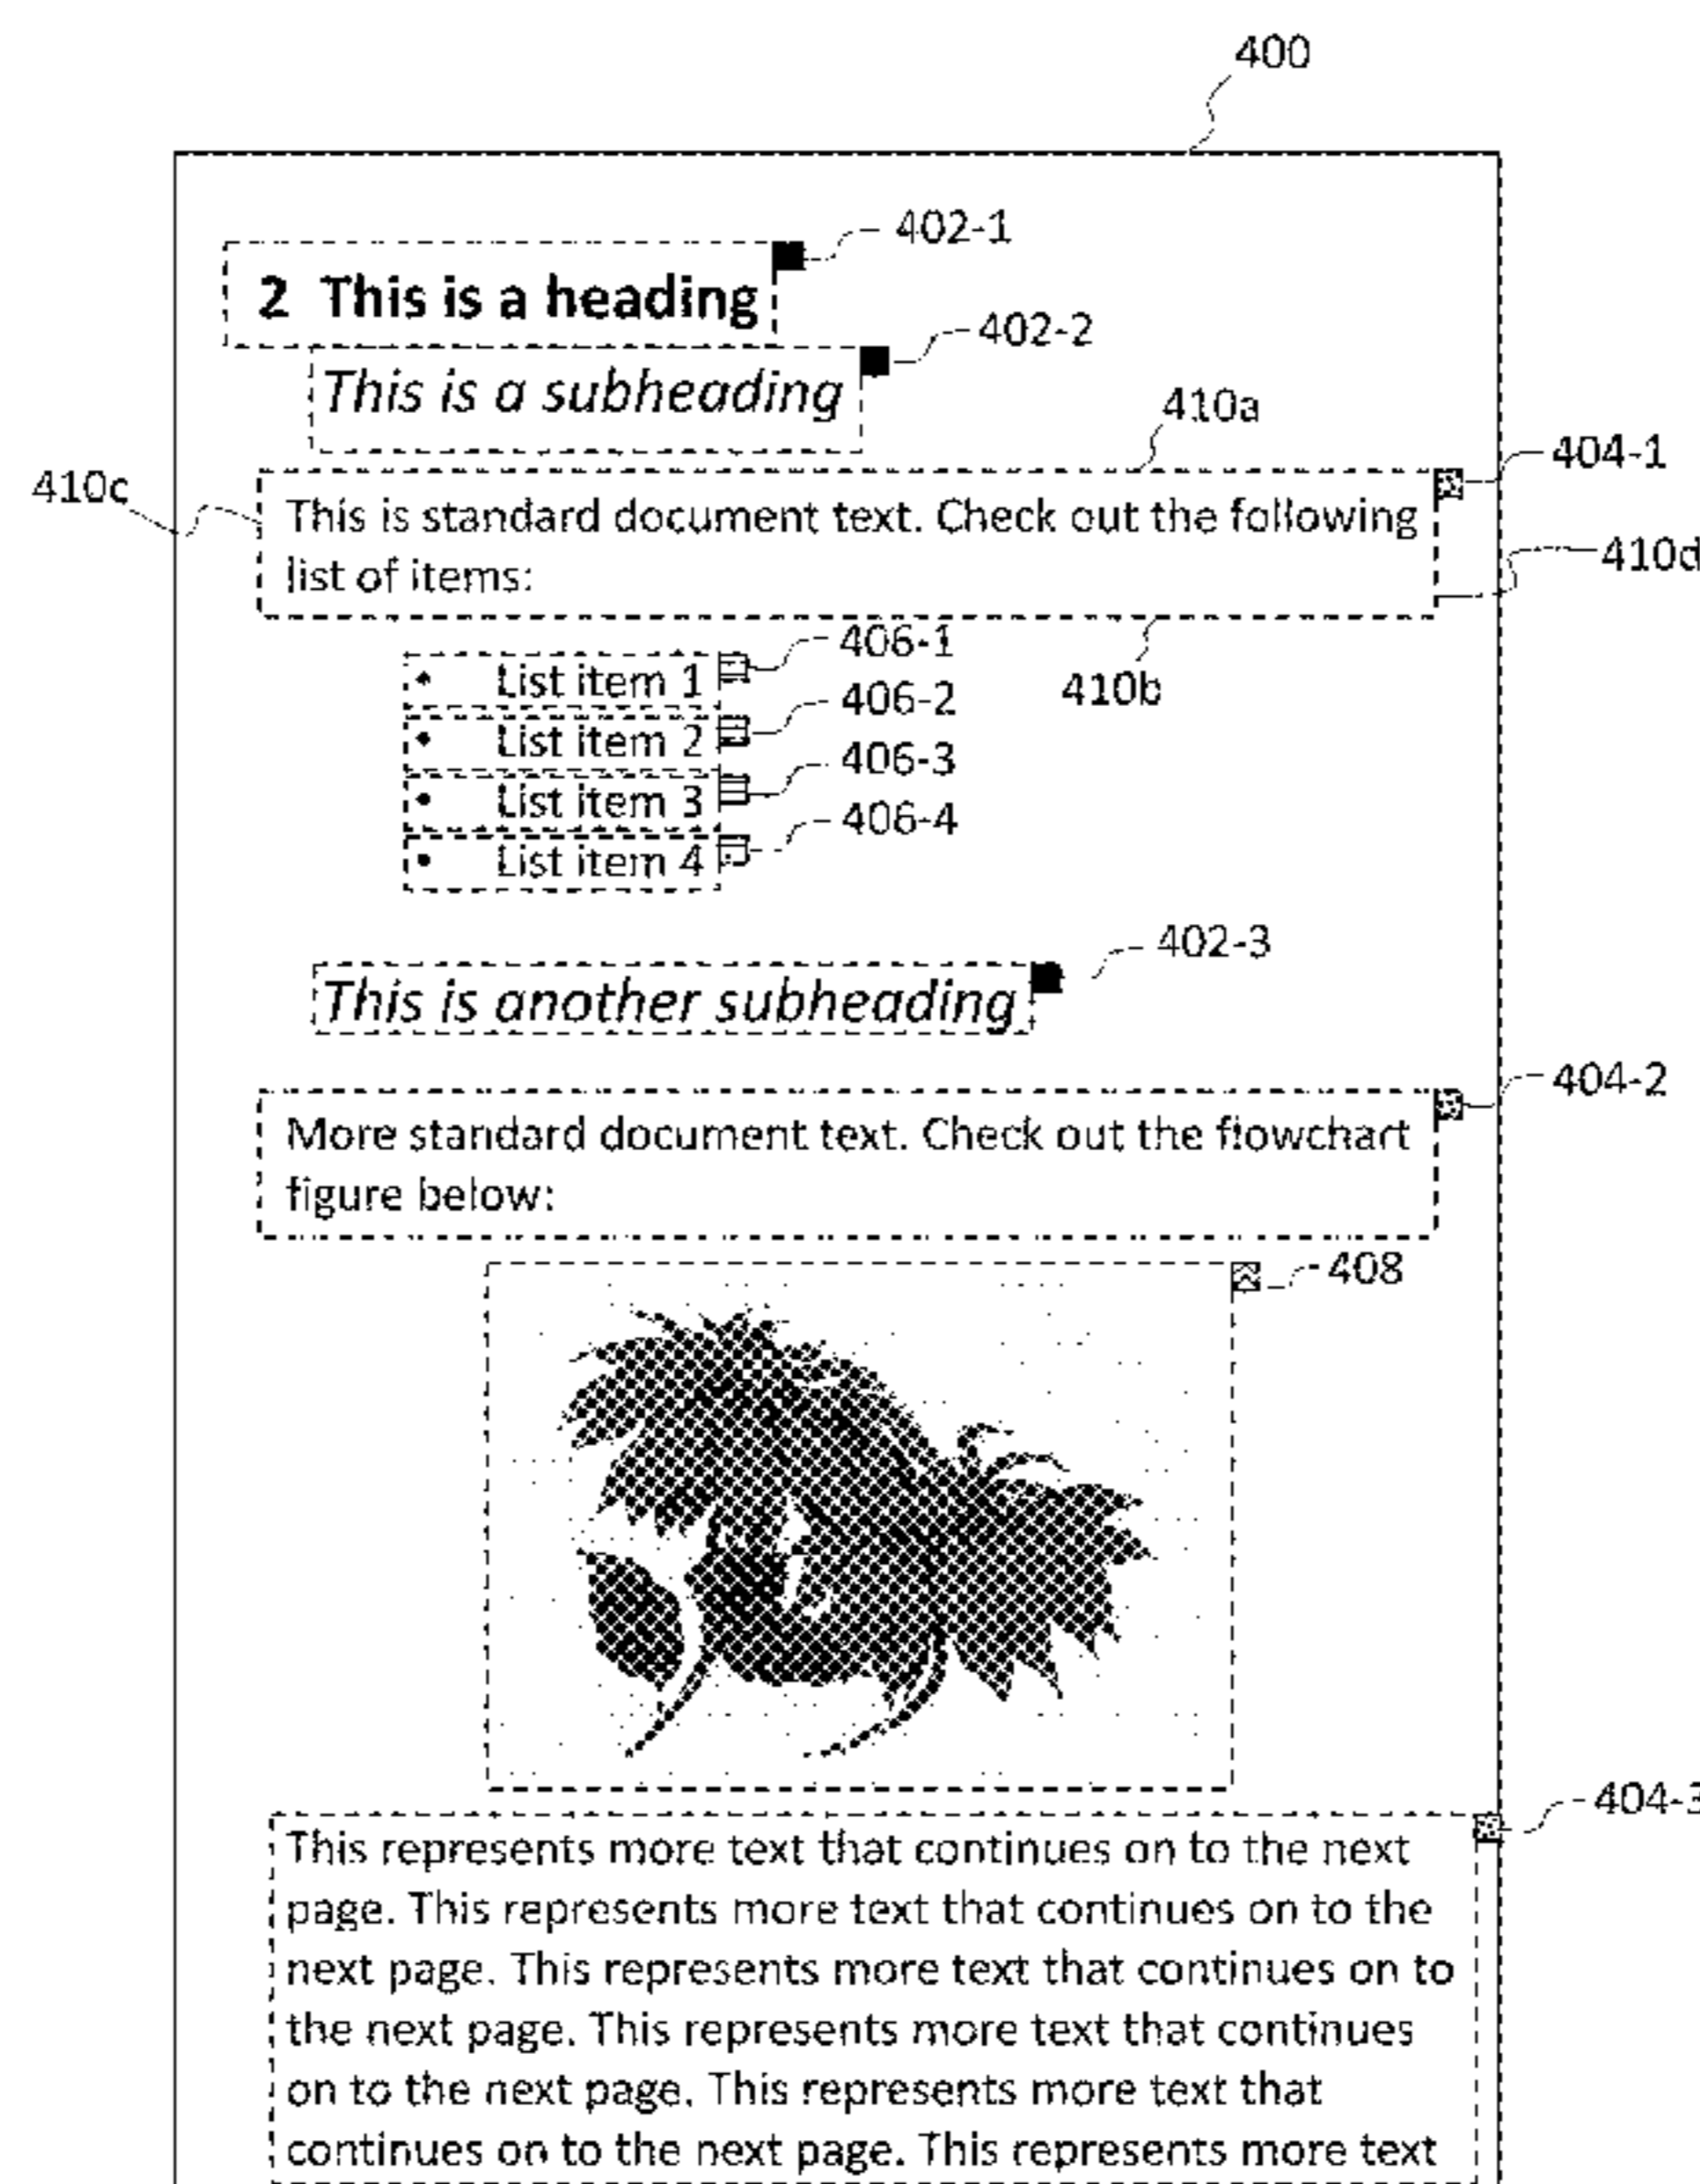 400
402-1
2 This is a heading
402-2
This is a subheading
410a
404-1
410c
This is standard document text. Check out the following
410d
list of items:
406-1
• List item 1
410b
406-2
• List item 2
406-3
• List item 3
406-4
• List item 4
402-3
This is another subheading
404-2
More standard document text. Check out the flowchart
figure below:
408
404-3
This represents more text that continues on to the next
page. This represents more text that continues on to the
next page. This represents more text that continues on to
the next page. This represents more text that continues
on to the next page. This represents more text that
continues on to the next page. This represents more text